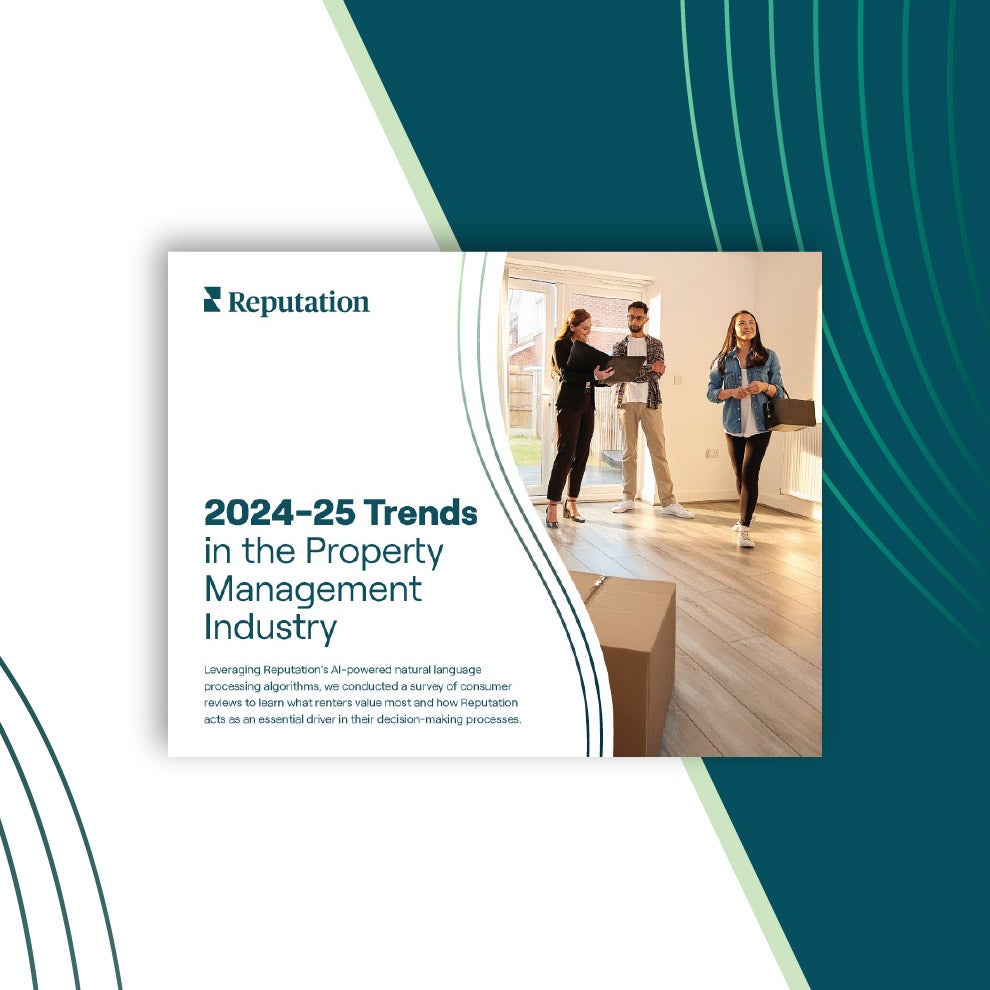 Reputation
2024-25 Trends
in the Property
Management
Industry
Leveraging Reputation's AI-powered natural language
processing algorithms, we conducted a survey of consumer
reviews to learn what renters value most and how Reputation
acts as an essential driver in their decision-making processes.